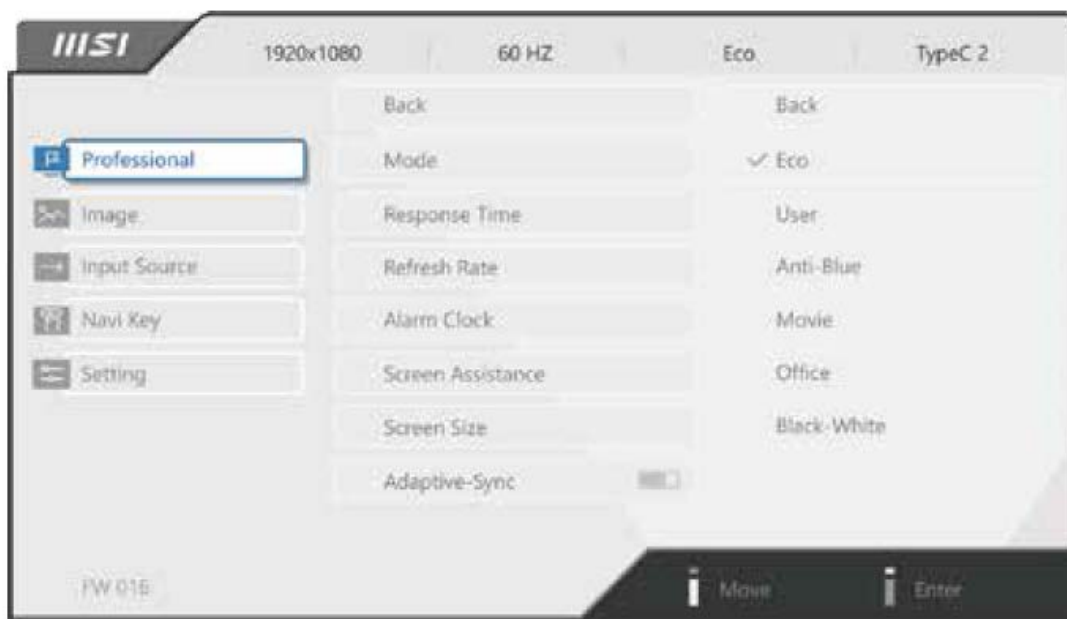 msi
1920x1080 60 HZ Eco TypeC 2
Back
Mode
Response Time
Refresh Rate
Alarm Clock
Screen Assistance
Screen Size
Adaptive-Sync
Professional
Image
Input Source
Navi Key
Setting
Back
Eco
User
Anti-Blue
Movie
Office
Black-White
FW 016
Move
Enter